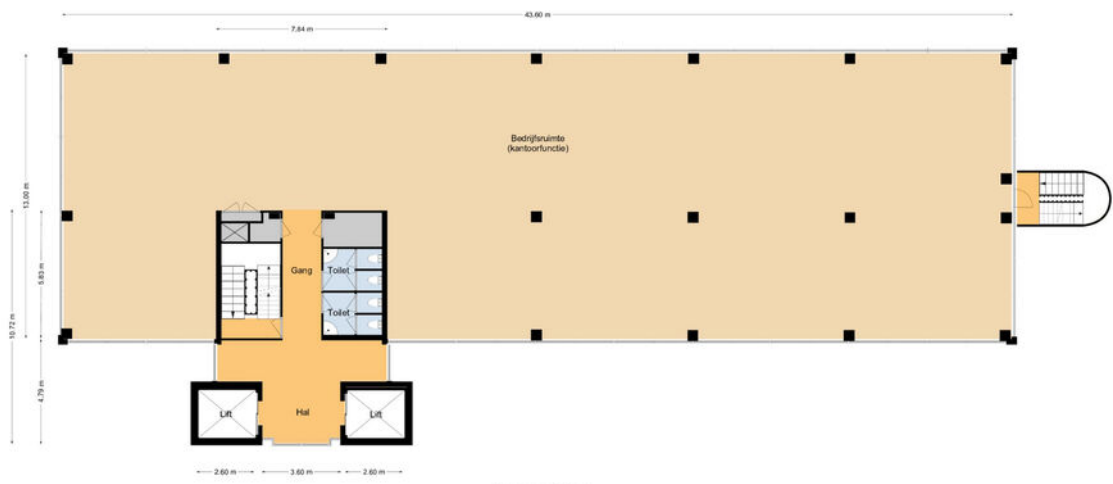 43.60 m
7.84 m
Bedrijfsruimte
(kantoorfunctie)
13.00 m
10.72 m
5.83 m
4.79 m
Gang
Toilet
Toilet
Lift
Hal
Lift
2.60 m
3.60 m
2.60 m